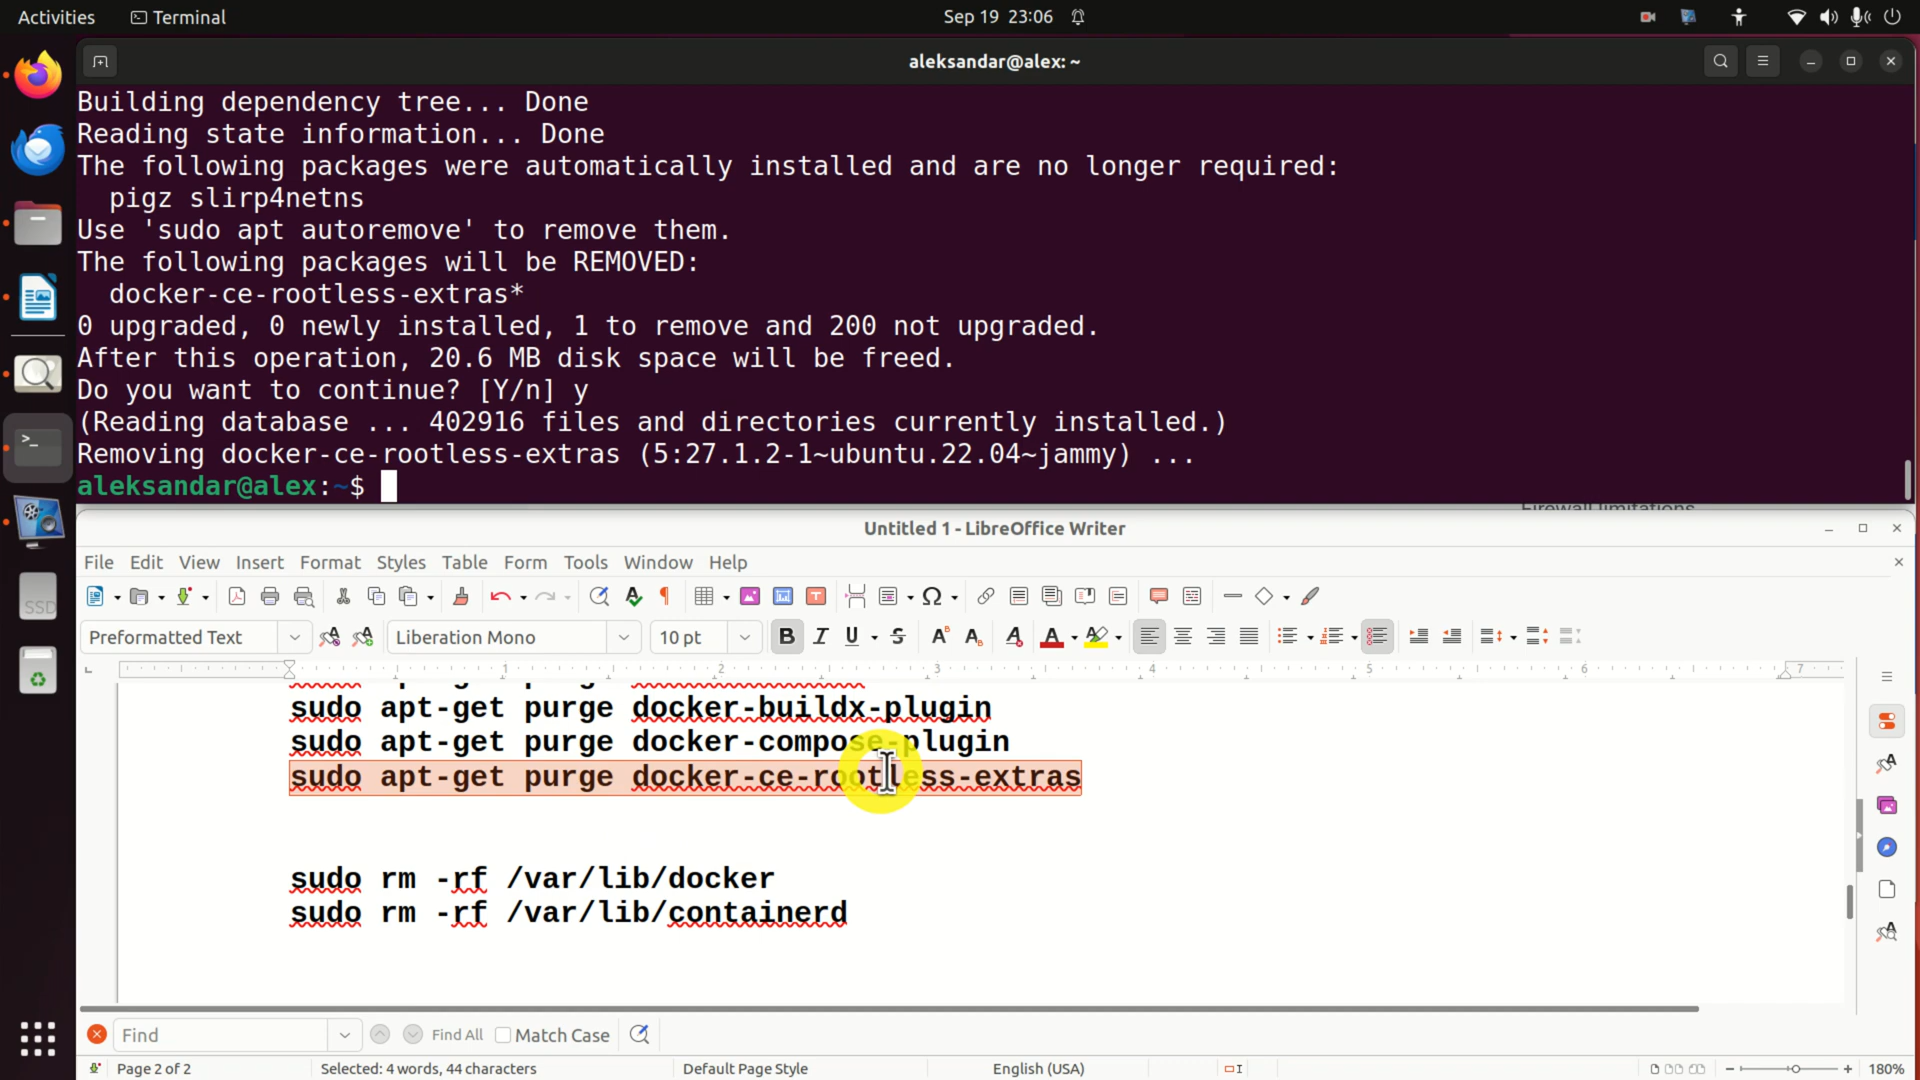 Activities
Terminal
Sep 19 23:06
aleksandar@alex: ~
Building dependency tree... Done
Reading state information... Done
The following packages were automatically installed and are no longer required:
pigz slirp4netns
Use 'sudo apt autoremove' to remove them.
The following packages will be REMOVED:
docker-ce-rootless-extras*
0 upgraded, 0 newly installed, 1 to remove and 200 not upgraded.
After this operation, 20.6 MB disk space will be freed.
Do you want to continue? [Y/n] y
(Reading database ... 402916 files and directories currently installed.)
Removing docker-ce-rootless-extras (5:27.1.2-1~ubuntu.22.04~jammy) ...
aleksandar@alex:~$
Untitled 1 - LibreOffice Writer
File Edit View Insert Format Styles Table Form Tools Window Help
Preformatted Text
Liberation Mono
10 pt
1 2 3 4 5 6 7
sudo apt-get purge docker-buildx-plugin
sudo apt-get purge docker-compose-plugin
sudo apt-get purge docker-ce-rootless-extras
sudo rm -rf /var/lib/docker
sudo rm -rf /var/lib/containerd
SSD
Find
Find All
Match Case
Page 2 of 2
Selected: 4 words, 44 characters
Default Page Style
English (USA)
180%